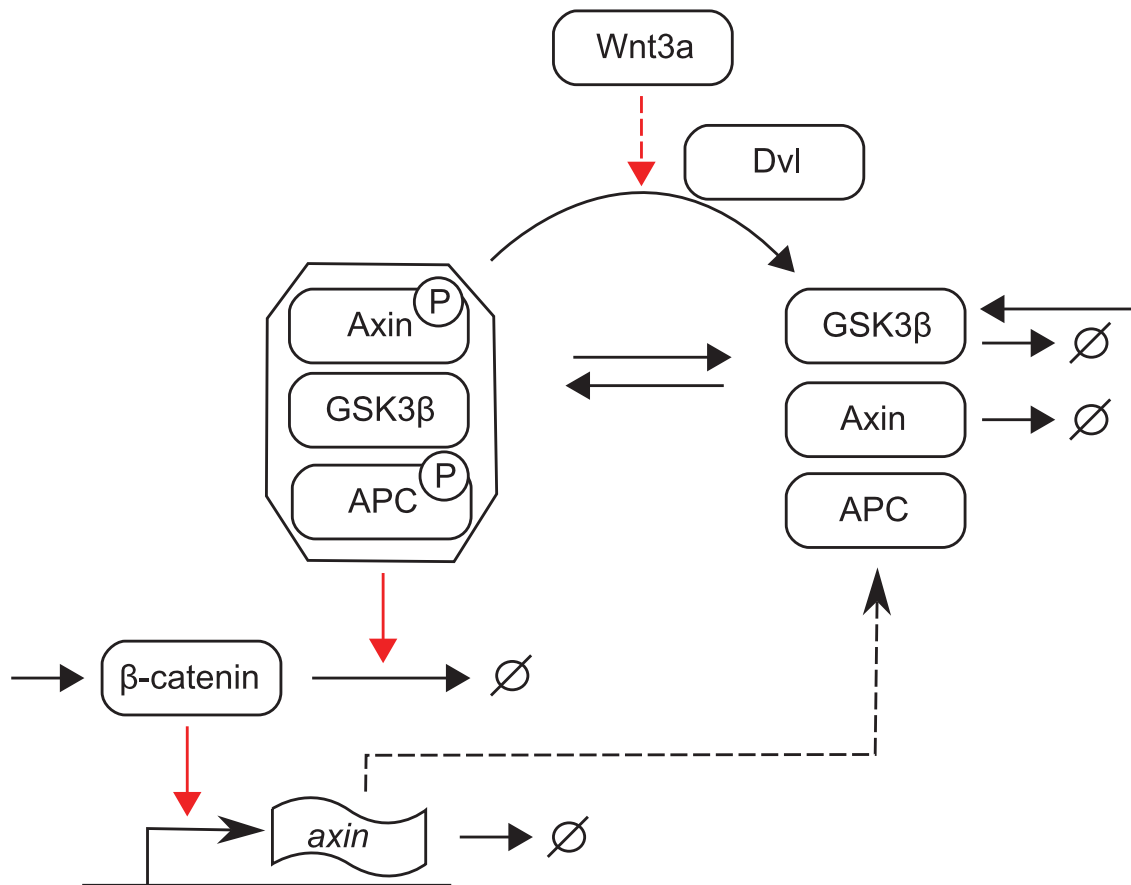 Wnt3a
Dvl
Axin
P
GSK3β
APC
P
GSK3β
Axin
APC
β-catenin
axin